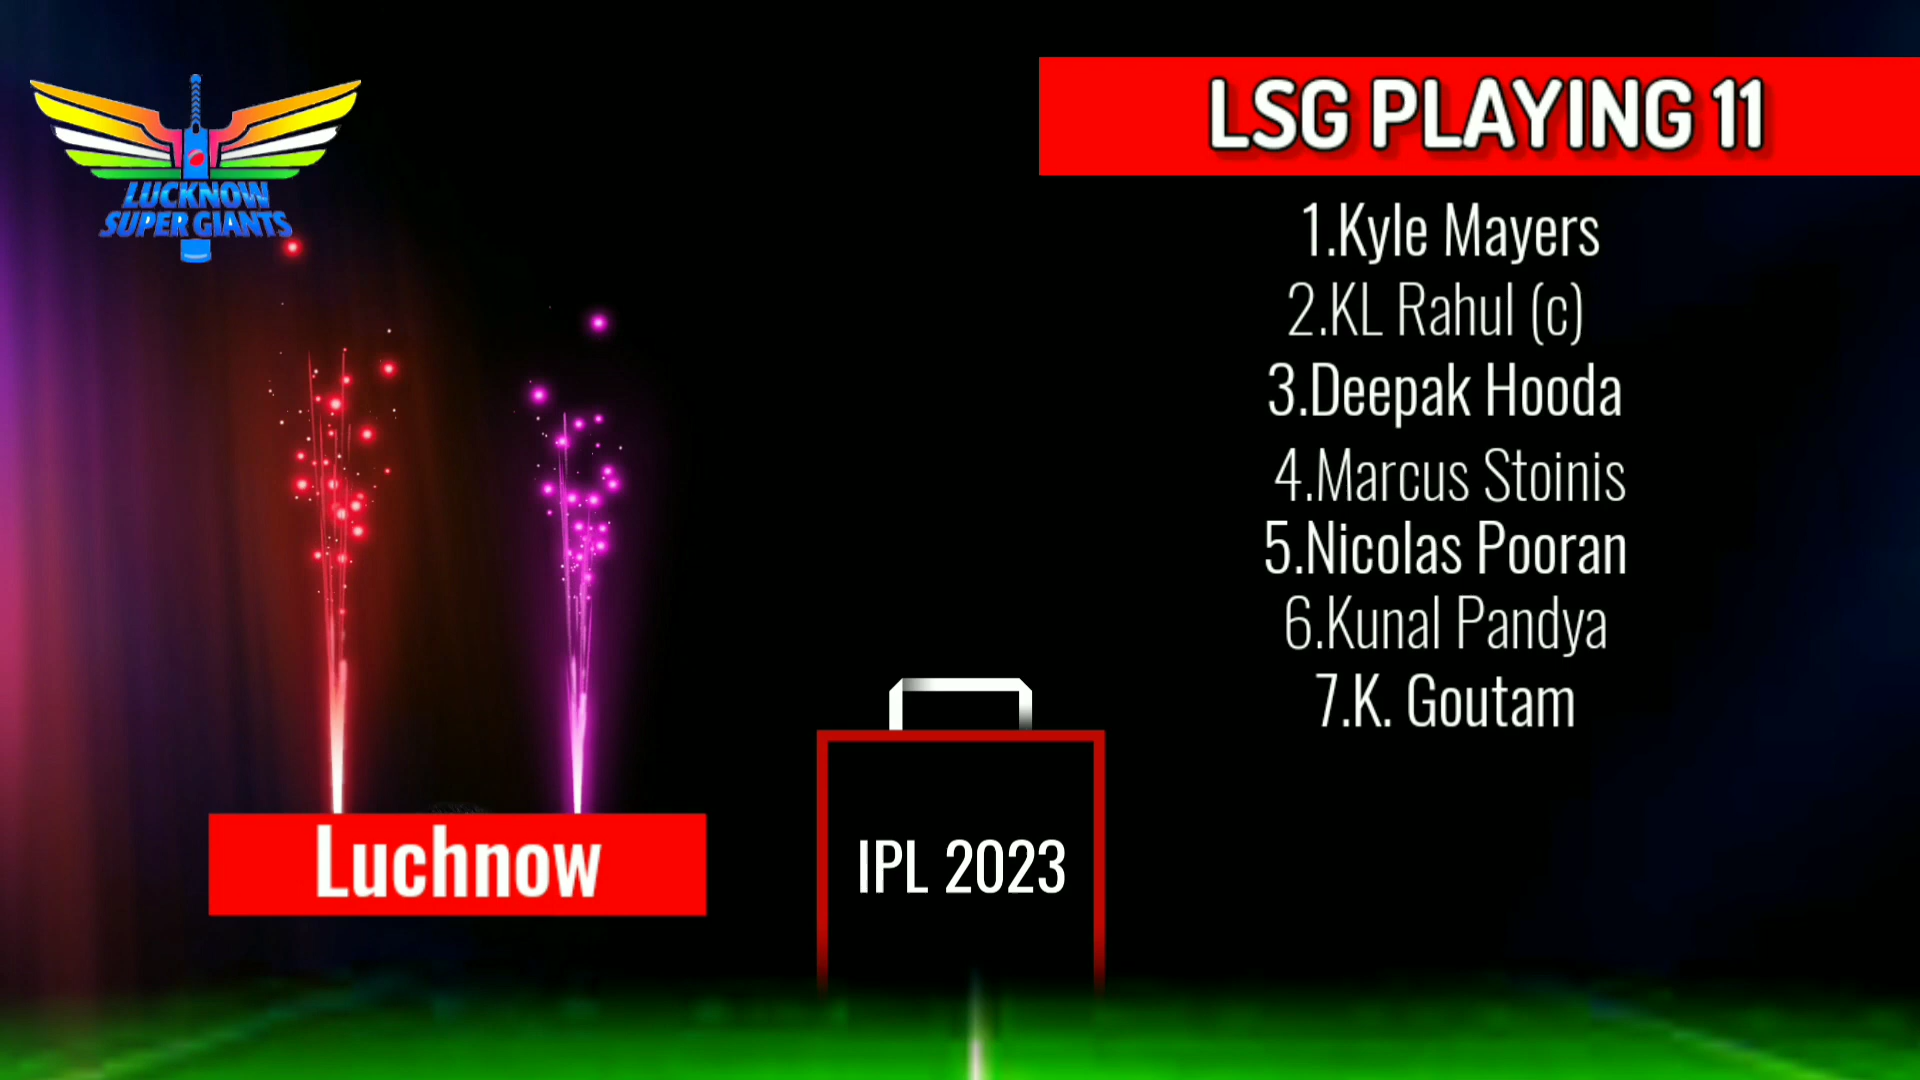 LUCKNOW
SUPER GIANTS
LSG PLAYING 11
1.Kyle Mayers
2.KL Rahul (c)
3.Deepak Hooda
4.Marcus Stoinis
5.Nicolas Pooran
6.Kunal Pandya
7.K. Goutam
Luchnow
IPL 2023